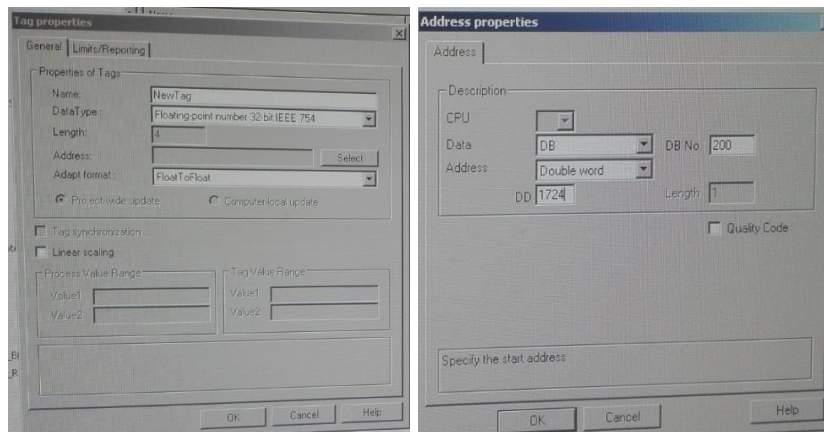 Tag properties
General
Limits/Reporting
Properties of Tags
Name:
NewTag
DataType :
Floating-point number 32-bit IEEE 754
Length:
4
Address:
Select
Adapt format :
FloatToFloat
Project-wide update
Computer-local update
Tag synchronization
Linear scaling
Process Value Range
Value1
Value2
Tag Value Range
Value1
Value2
OK
Cancel
Help
Address properties
Address
Description
CPU
Data
DB
DB No.
200
Address
Double word
DD
1724
Length
1
Quality Code
Specify the start address
OK
Cancel
Help